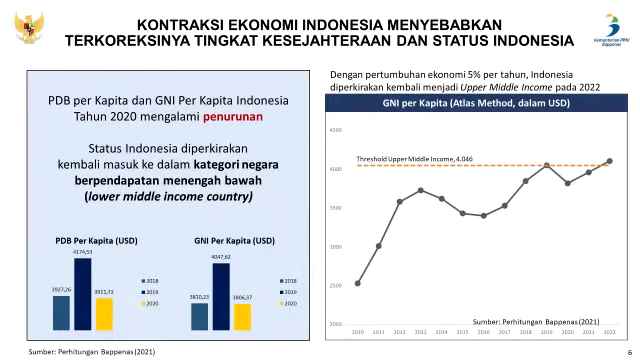 KONTRAKSI EKONOMI INDONESIA MENYEBABKAN
TERKOREKSINYA TINGKAT KESEJAHTERAAN DAN STATUS INDONESIA
Kementerian PPN/
Bappenas
PDB per Kapita dan GNI Per Kapita Indonesia
Tahun 2020 mengalami penurunan
Status Indonesia diperkirakan
kembali masuk ke dalam kategori negara
berpendapatan menengah bawah
(lower middle income country)
PDB Per Kapita (USD)
4174,53
3927,26
3911,72
2018
2019
2020
GNI Per Kapita (USD)
4047,62
3810,23
3806,37
2018
2019
2020
Sumber: Perhitungan Bappenas (2021)
Dengan pertumbuhan ekonomi 5% per tahun, Indonesia
diperkirakan kembali menjadi Upper Middle Income pada 2022
GNI per Kapita (Atlas Method, dalam USD)
4500
Threshold Upper Middle Income, 4.046
4000
3500
3000
2500
2000
Sumber: Perhitungan Bappenas (2021)
2010 2011 2012 2013 2014 2015 2016 2017 2018 2019 2020 2021 2022
6